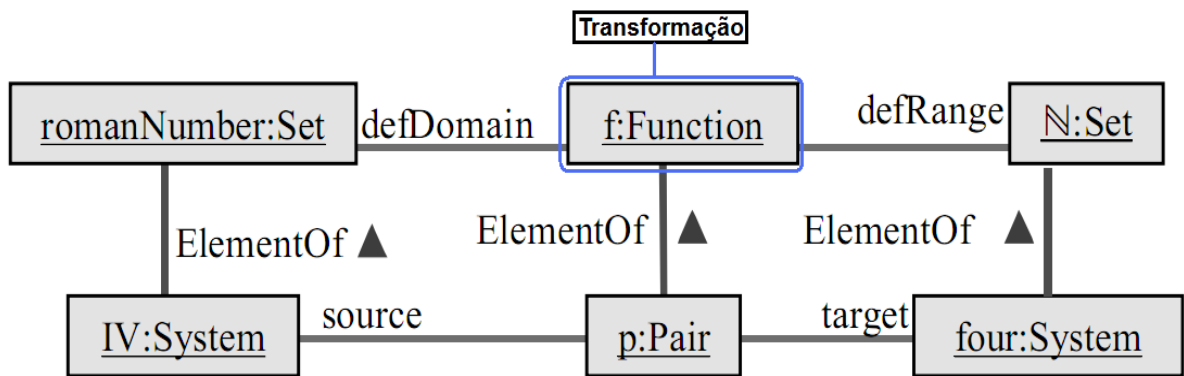 Transformação
romanNumber:Set
defDomain
f:Function
defRange
ℕ:Set
ElementOf ▲
ElementOf ▲
ElementOf ▲
IV:System
source
p:Pair
target
four:System